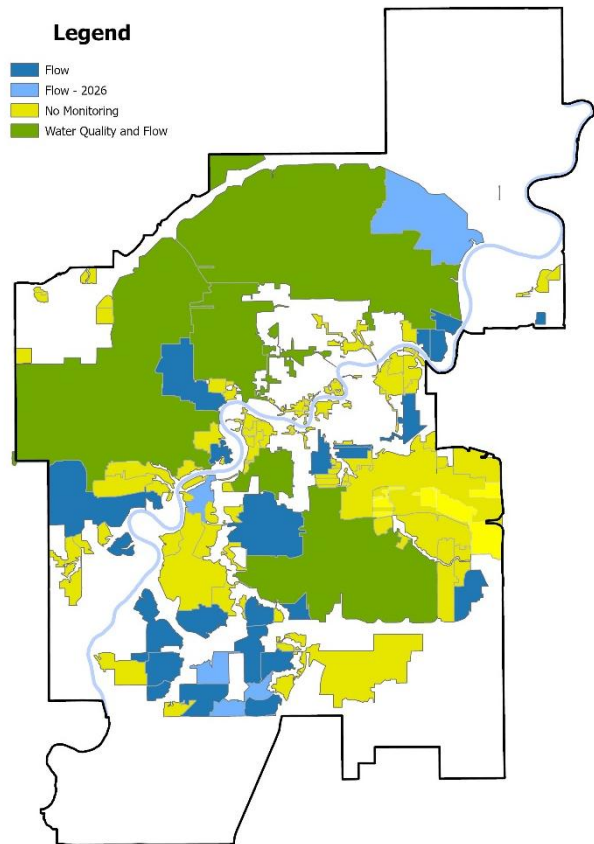 Legend
Flow
Flow - 2026
No Monitoring
Water Quality and Flow